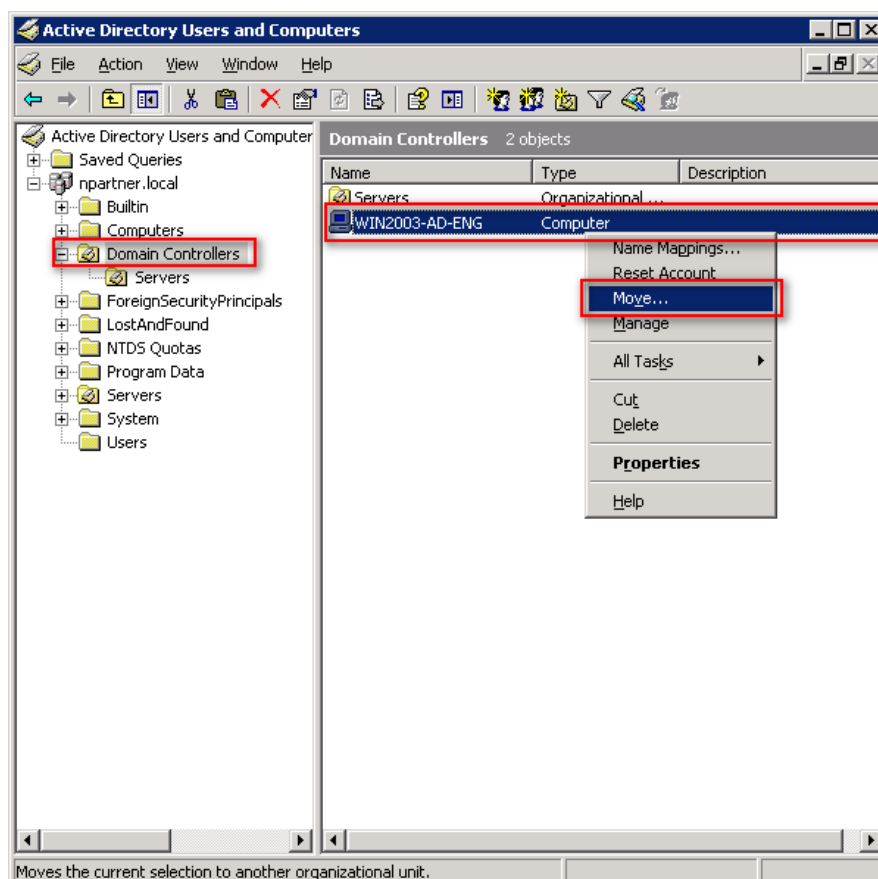 Active Directory Users and Computers
File Action View Window Help
Active Directory Users and Computer
Saved Queries
npartner.local
Builtin
Computers
Domain Controllers
Servers
ForeignSecurityPrincipals
LostAndFound
NTDS Quotas
Program Data
Servers
System
Users
Domain Controllers 2 objects
Name Type Description
Servers Organizational ...
WIN2003-AD-ENG Computer
Name Mappings...
Reset Account
Move...
Manage
All Tasks
Cut
Delete
Properties
Help
Moves the current selection to another organizational unit.